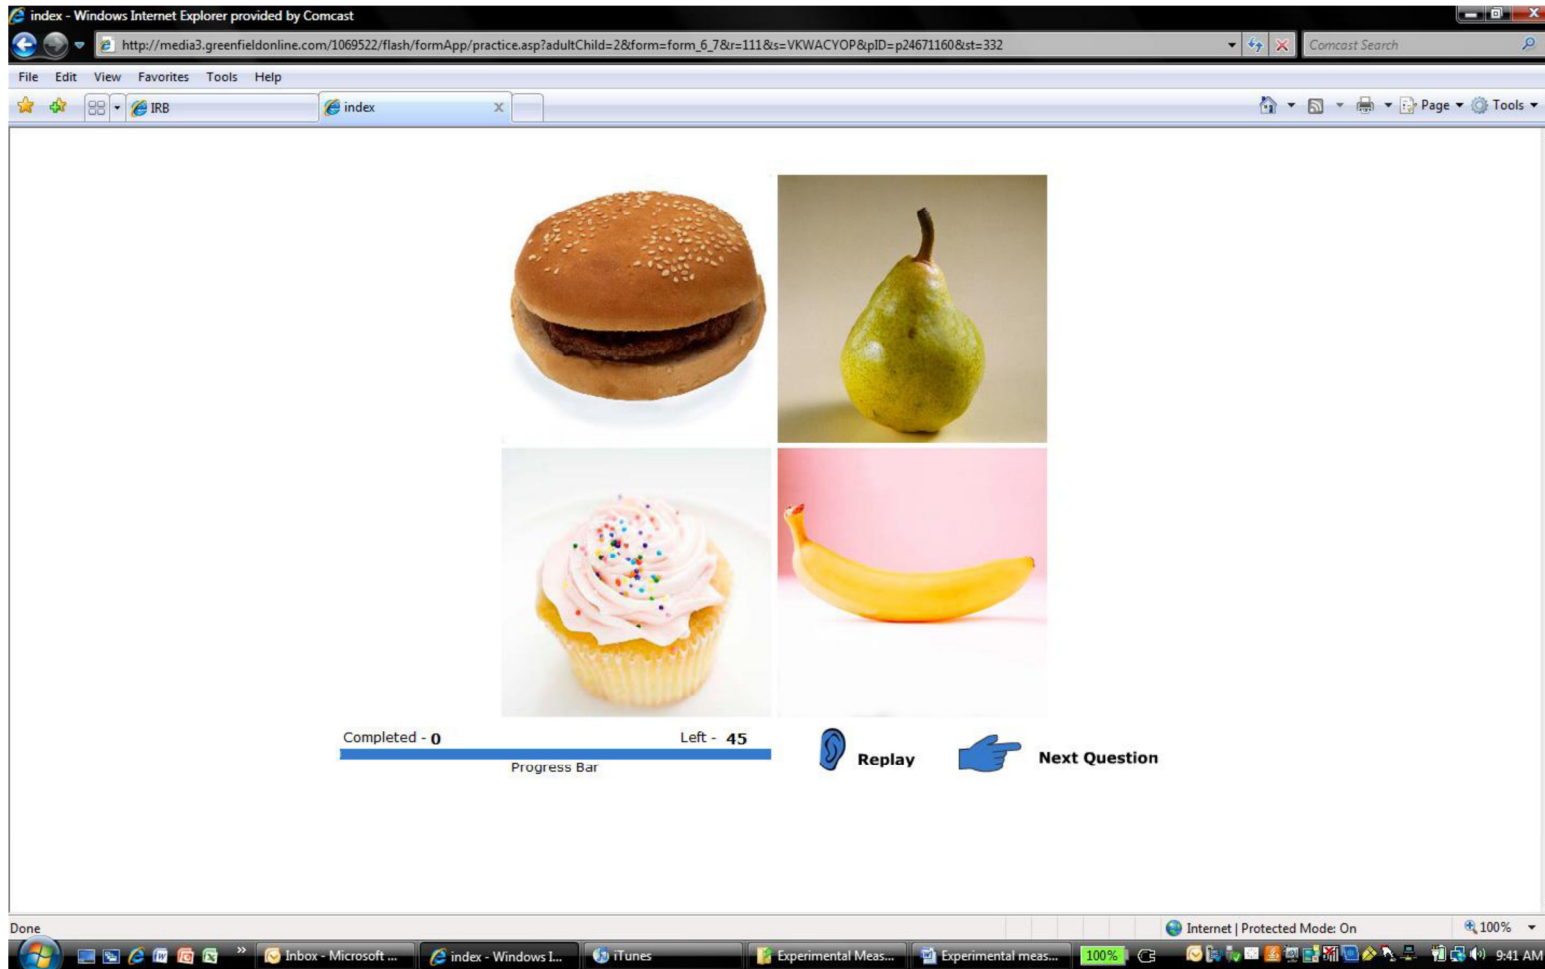 index - Windows Internet Explorer provided by Comcast
http://media3.greenfieldonline.com/1069522/flash/formApp/practice.asp?adultChild=2&form=form_6_7&r=111&s=VKWACYOP&pID=p24671160&st=332
Comcast Search
File Edit View Favorites Tools Help
IRB
index
Page
Tools
Completed - 0
Left - 45
Progress Bar
Replay
Next Question
Done
Internet | Protected Mode: On
100%
Inbox - Microsoft ...
index - Windows I...
iTunes
Experimental Meas...
Experimental meas...
100%
9:41 AM